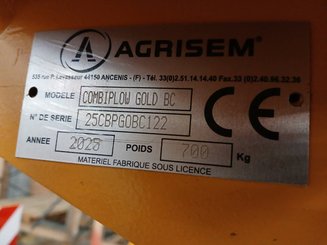 AGRISEM®
535 rue P. Levasseur 44150 ANCENIS - (F) - Tél. 33(0)2.51.14.14.40 Fax.33 (0)2.40.96.32.36
MODELE COMBIPLOW GOLD BC
N° DE SERIE 25CBPGOBC122
ANNEE 2025 POIDS 700 Kg
CE
MATERIEL FABRIQUE SOUS LICENCE